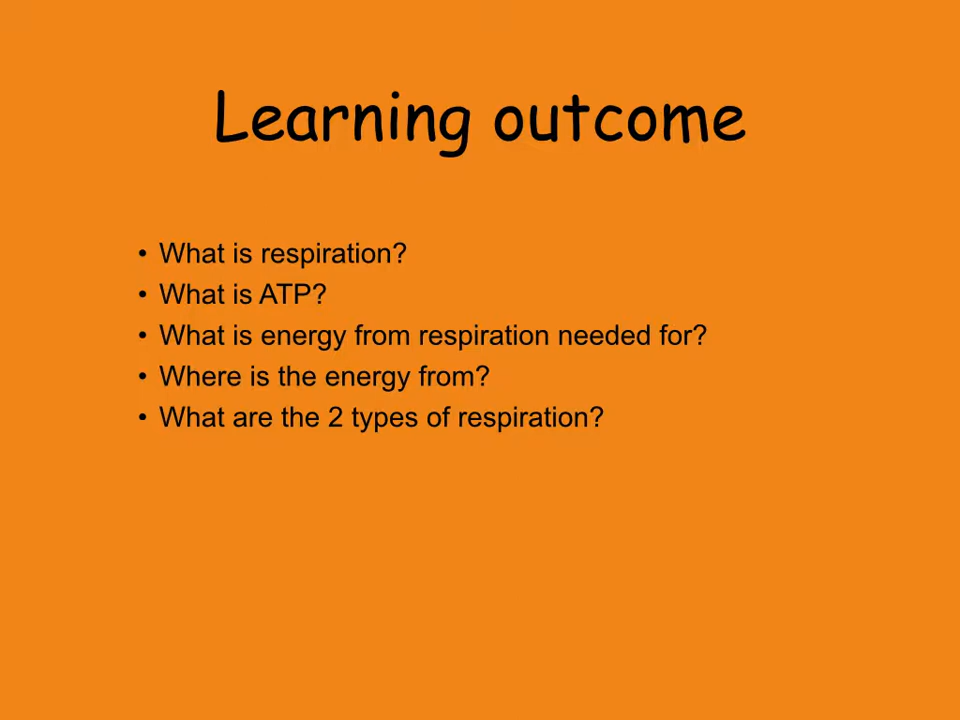 Learning outcome
• What is respiration?
• What is ATP?
• What is energy from respiration needed for?
• Where is the energy from?
• What are the 2 types of respiration?